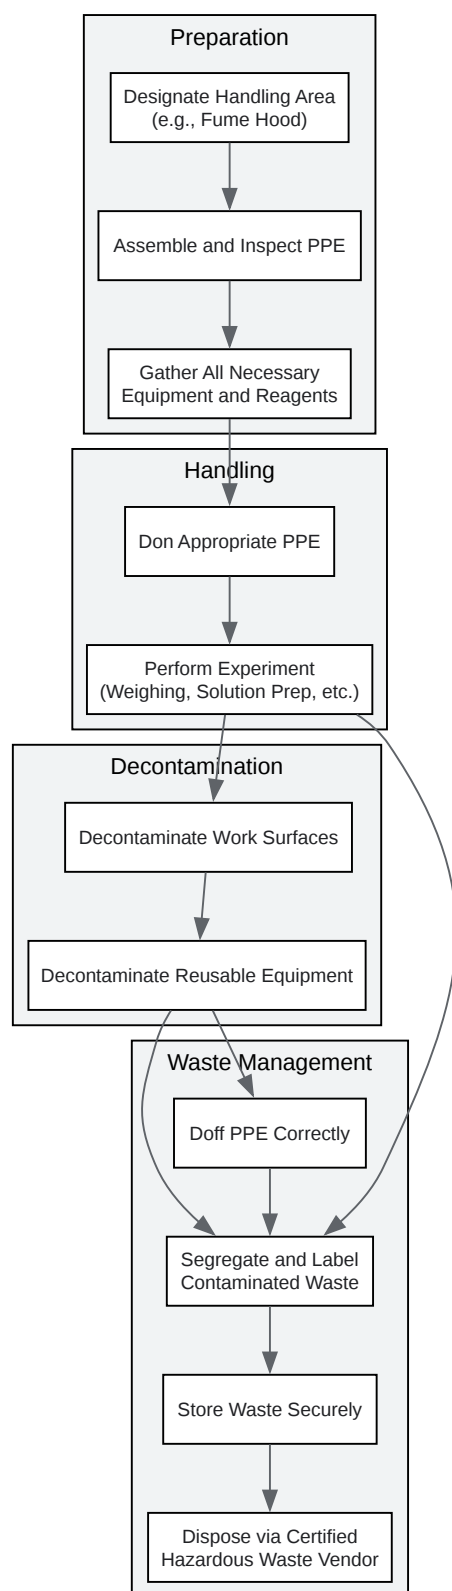 Preparation
Designate Handling Area
(e.g., Fume Hood)
Assemble and Inspect PPE
Gather All Necessary
Equipment and Reagents
Handling
Don Appropriate PPE
Perform Experiment
(Weighing, Solution Prep, etc.)
Decontamination
Decontaminate Work Surfaces
Decontaminate Reusable Equipment
Waste Management
Doff PPE Correctly
Segregate and Label
Contaminated Waste
Store Waste Securely
Dispose via Certified
Hazardous Waste Vendor